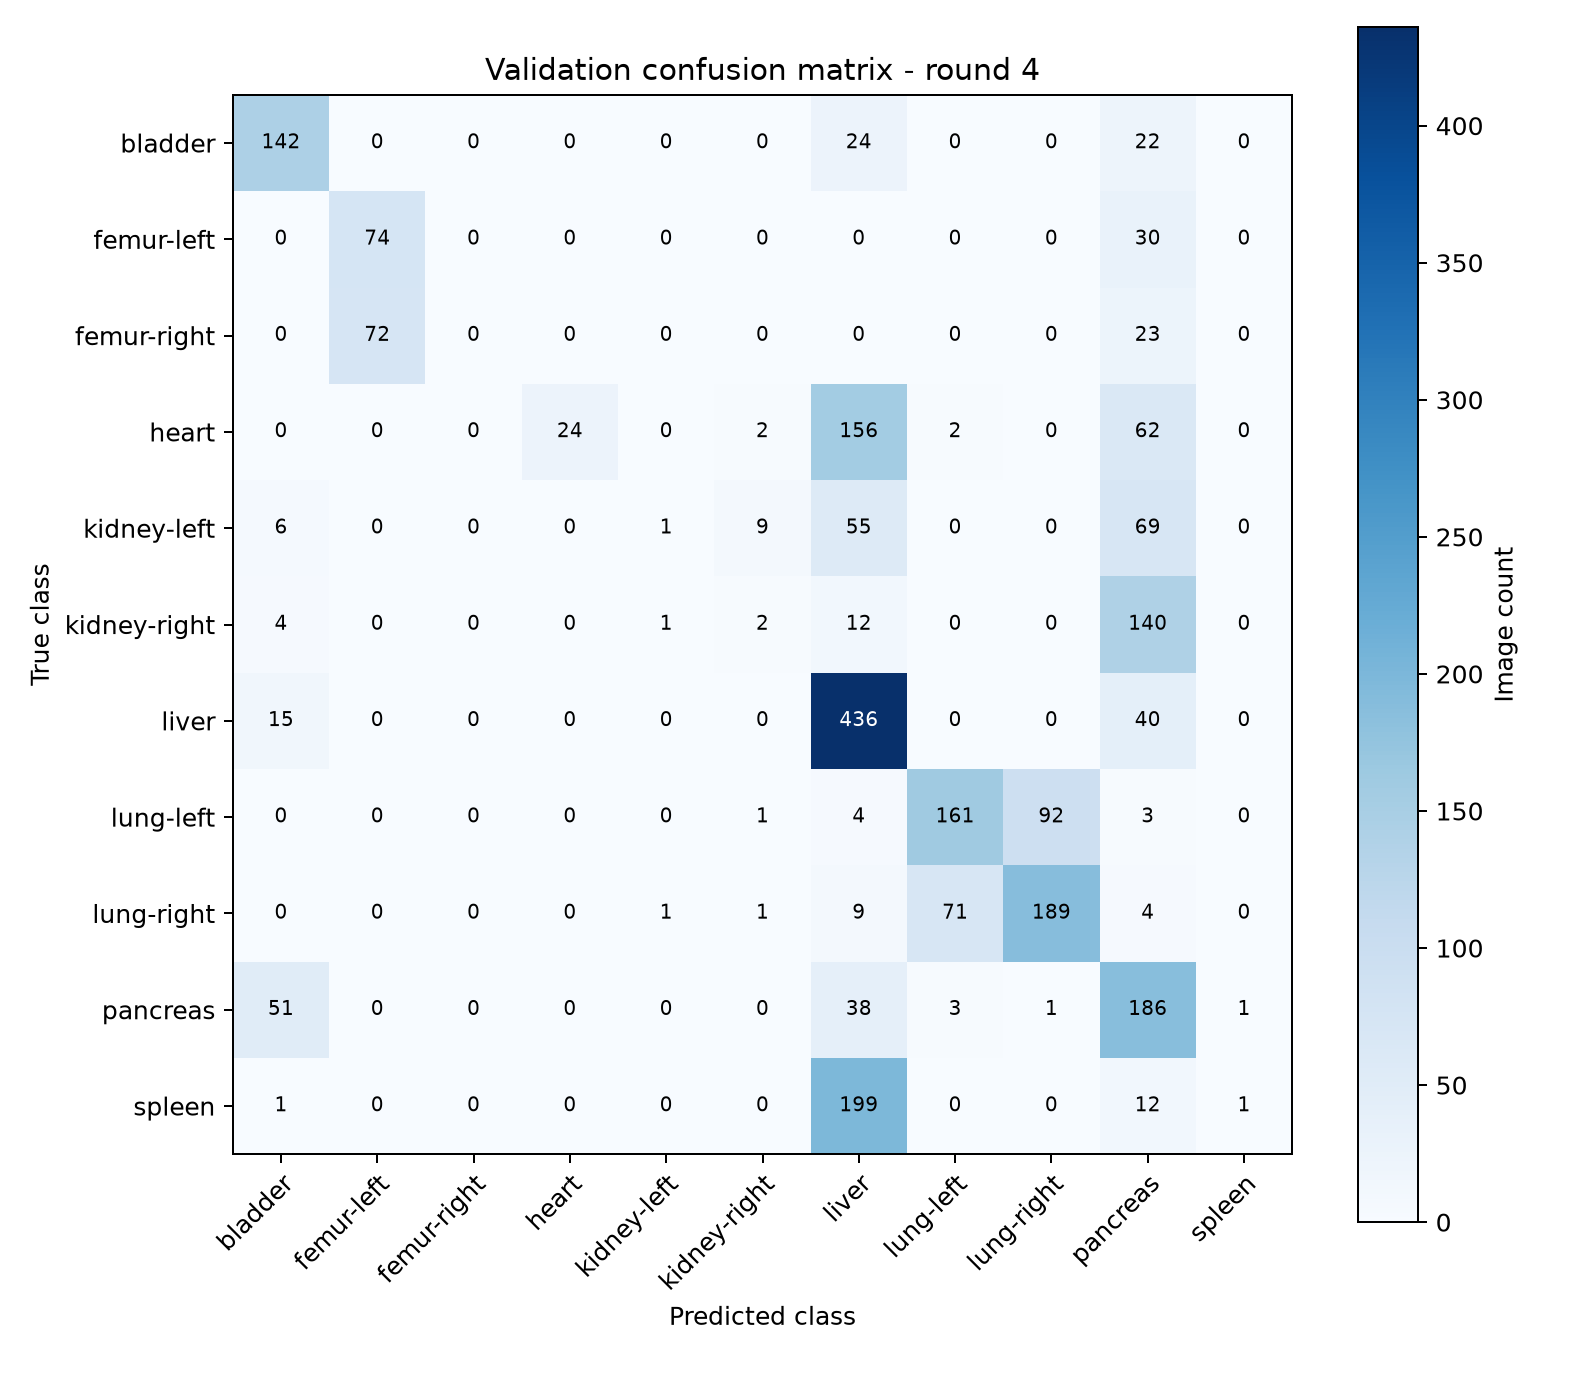 Validation confusion matrix - round 4
bladder 142 0 0 0 0 0 24 0 0 22 0
femur-left 0 74 0 0 0 0 0 0 0 30 0
femur-right 0 72 0 0 0 0 0 0 0 23 0
heart 0 0 0 24 0 2 156 2 0 62 0
kidney-left 6 0 0 0 1 9 55 0 0 69 0
kidney-right 4 0 0 0 1 2 12 0 0 140 0
liver 15 0 0 0 0 0 436 0 0 40 0
lung-left 0 0 0 0 0 1 4 161 92 3 0
lung-right 0 0 0 0 1 1 9 71 189 4 0
pancreas 51 0 0 0 0 0 38 3 1 186 1
spleen 1 0 0 0 0 0 199 0 0 12 1
bladder femur-left femur-right heart kidney-left kidney-right liver lung-left lung-right pancreas spleen
Predicted class
True class
400
350
300
250
200
150
100
50
0
Image count